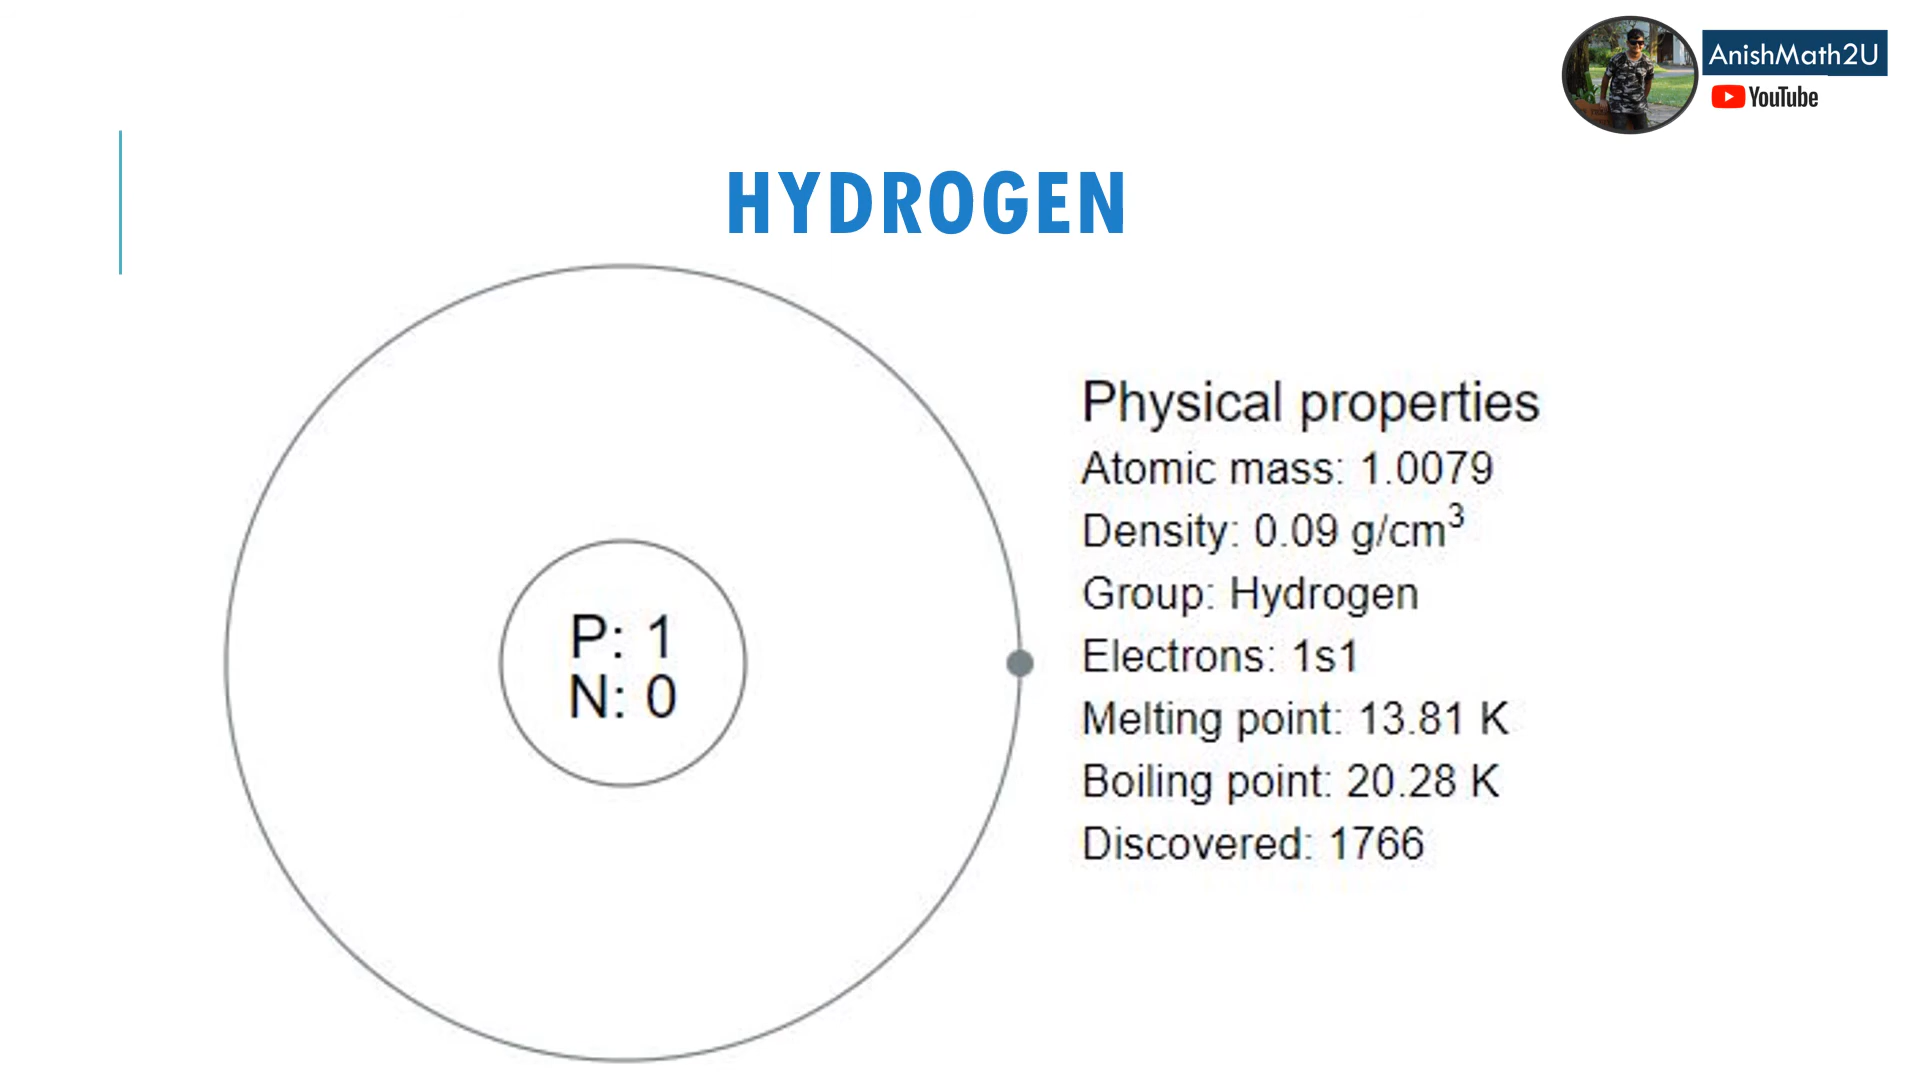 AnishMath2U
YouTube
HYDROGEN
P: 1
N: 0
Physical properties
Atomic mass: 1.0079
Density: 0.09 g/cm³
Group: Hydrogen
Electrons: 1s1
Melting point: 13.81 K
Boiling point: 20.28 K
Discovered: 1766